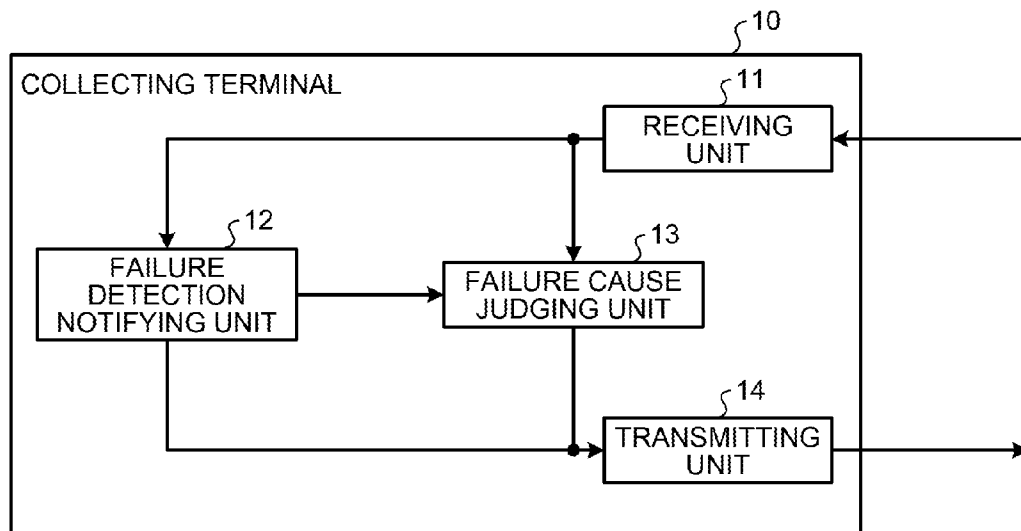 10
COLLECTING TERMINAL
11
RECEIVING
UNIT
12
FAILURE
DETECTION
NOTIFYING UNIT
13
FAILURE CAUSE
JUDGING UNIT
14
TRANSMITTING
UNIT